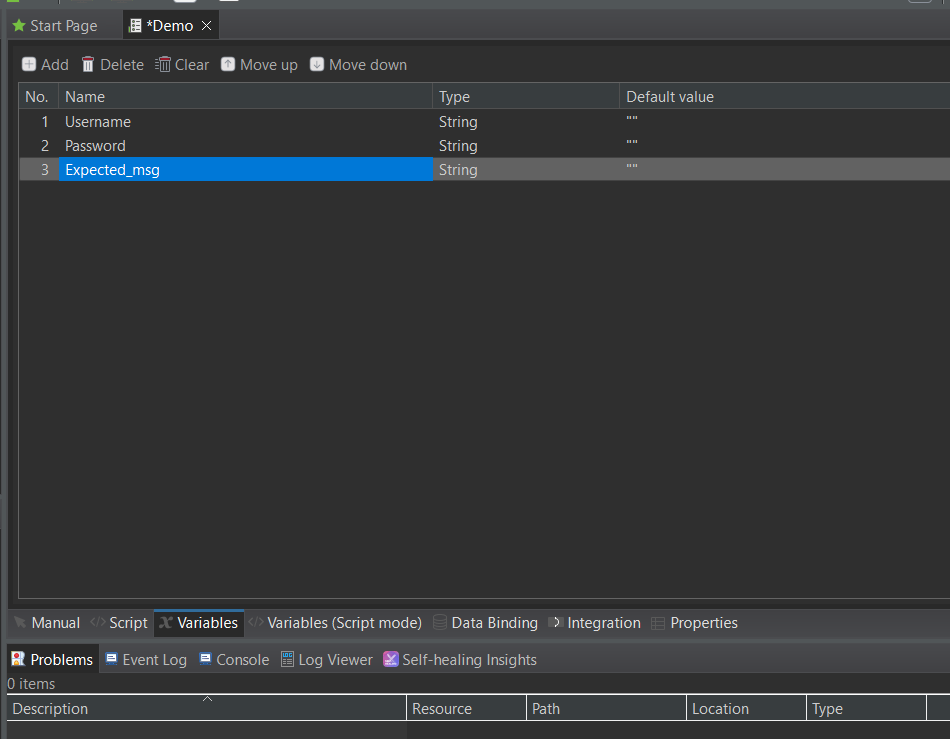 Start Page *Demo
Add Delete Clear Move up Move down
No. Name Type Default value
1 Username String ""
2 Password String ""
3 Expected_msg String ""
Manual Script Variables Variables (Script mode) Data Binding Integration Properties
Problems Event Log Console Log Viewer Self-healing Insights
0 items
Description Resource Path Location Type